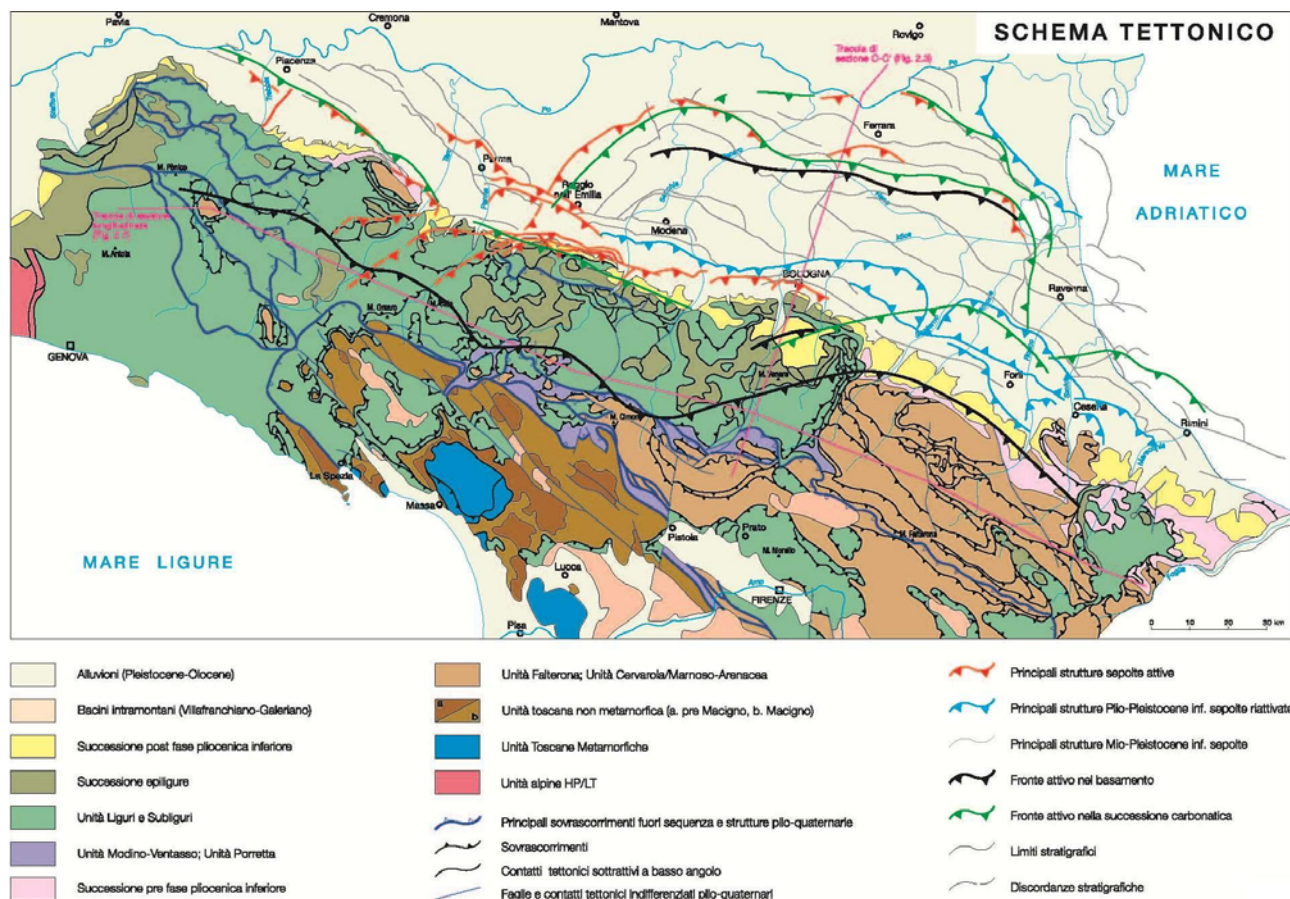 SCHEMA TETTONICO
Pavia
Cremona
Mantova
Rovigo
Piacenza
Traccia di
sezione C-C' (Fig. 2.3)
Po
Po
Po
Ferrara
Parma
Reggio
nell' Emilia
Modena
BOLOGNA
Ravenna
MARE
ADRIATICO
GENOVA
Forlì
Cesena
Rimini
La Spezia
Massa
Pistoia
Prato
M. Morello
Lucca
Arno
FIRENZE
Pisa
M. Falterona
Foglia
MARE LIGURE
0 10 20 30 km
Alluvioni (Pleistocene-Olocene)
Bacini intramontani (Villafranchiano-Galeriano)
Successione post fase pliocenica inferiore
Successione epiligure
Unità Liguri e Subliguri
Unità Modino-Ventasso; Unità Porretta
Successione pre fase pliocenica inferiore
Unità Falterona; Unità Cervarola/Marnoso-Arenacea
a
b
Unità toscana non metamorfica (a. pre Macigno, b. Macigno)
Unità Toscane Metamorfiche
Unità alpine HP/LT
Principali sovrascorrimenti fuori sequenza e strutture plio-quaternarie
Sovrascorrimenti
Contatti tettonici sottrattivi a basso angolo
Faglie e contatti tettonici indifferenziati plio-quaternari
Principali strutture sepolte attive
Principali strutture Plio-Pleistocene inf. sepolte riattivate
Principali strutture Mio-Pleistocene inf. sepolte
Fronte attivo nel basamento
Fronte attivo nella successione carbonatica
Limiti stratigrafici
Discordanze stratigrafiche